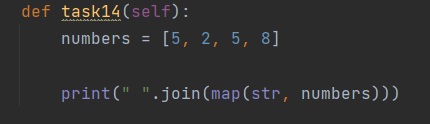 def task14(self):
    numbers = [5, 2, 5, 8]
    print(" ".join(map(str, numbers)))